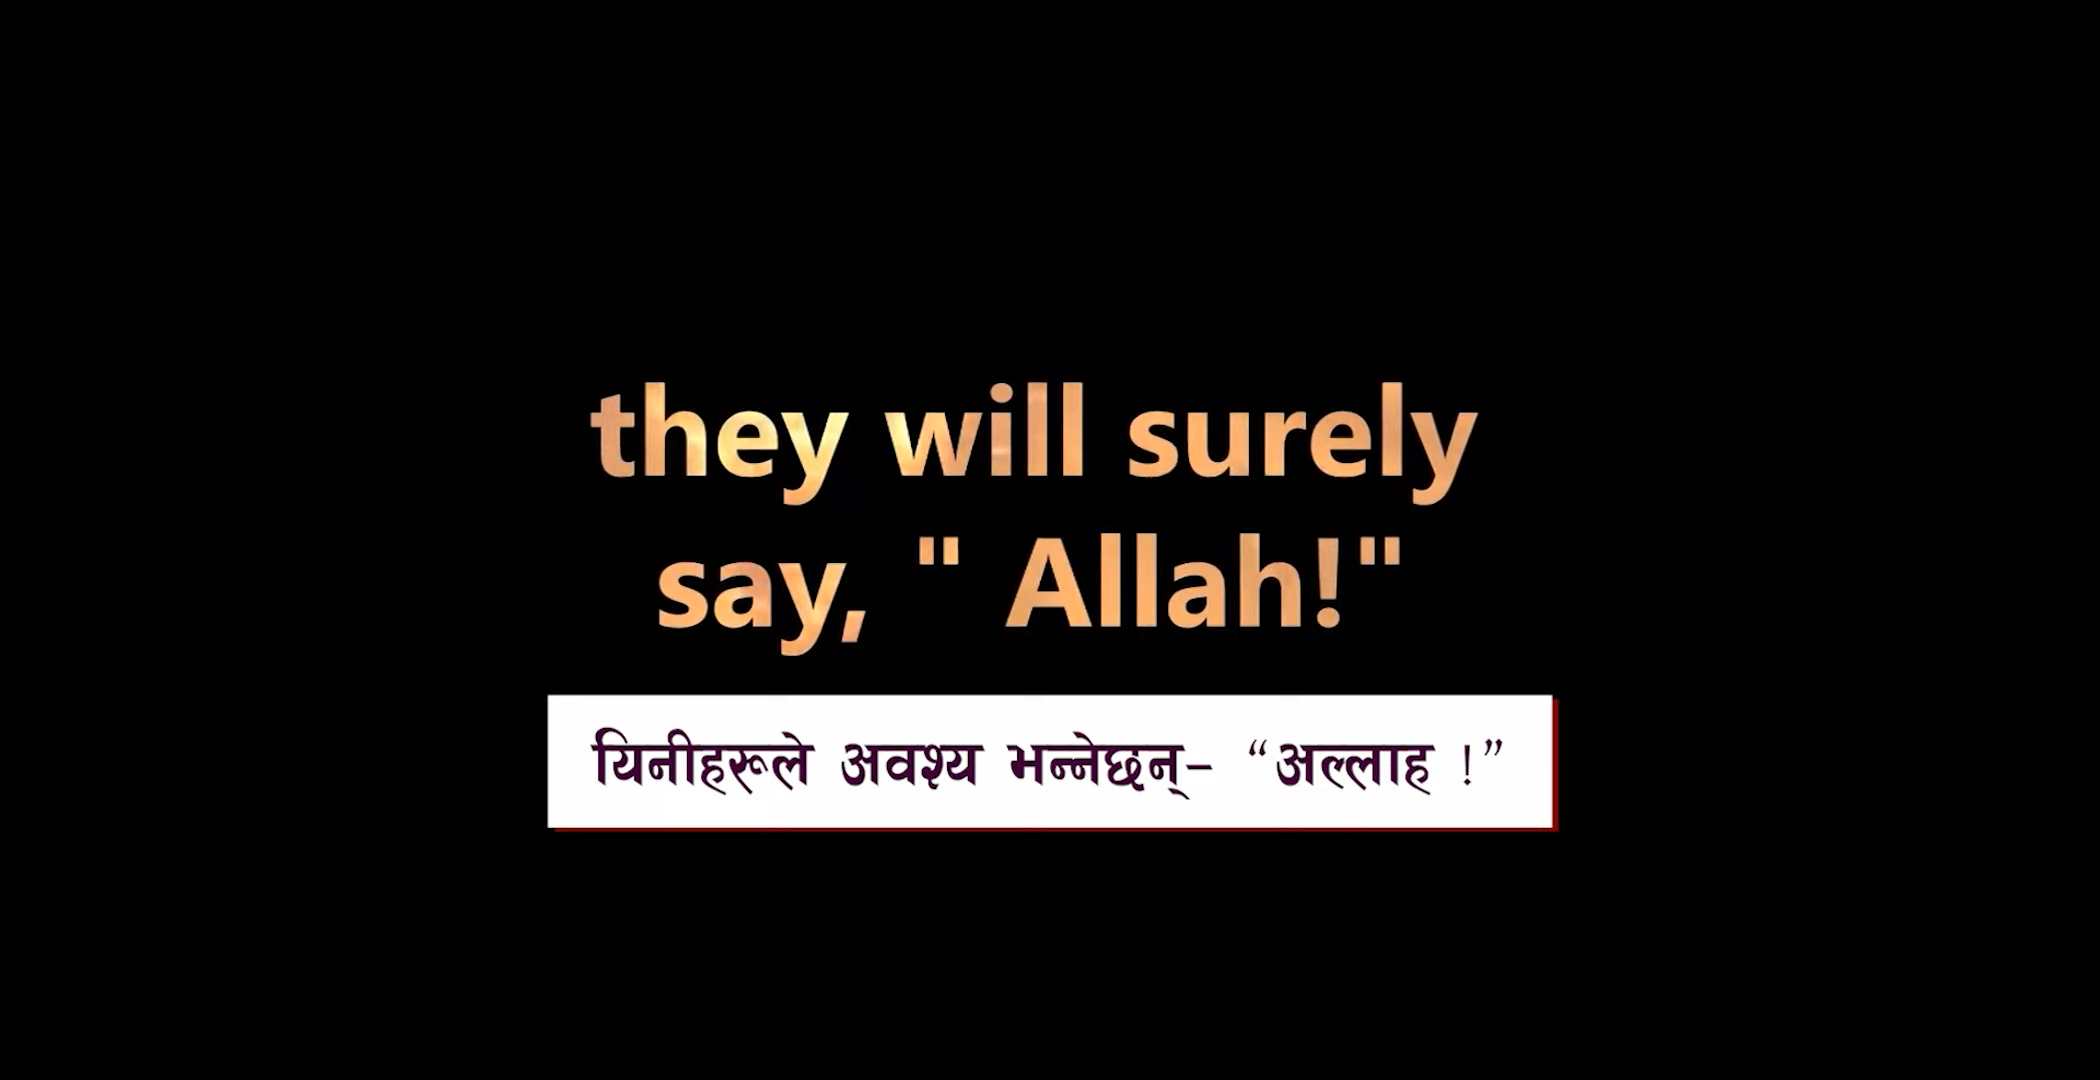 they will surely
say, " Allah!"
यिनीहरूले अवश्य भन्नेछन्– “अल्लाह !”